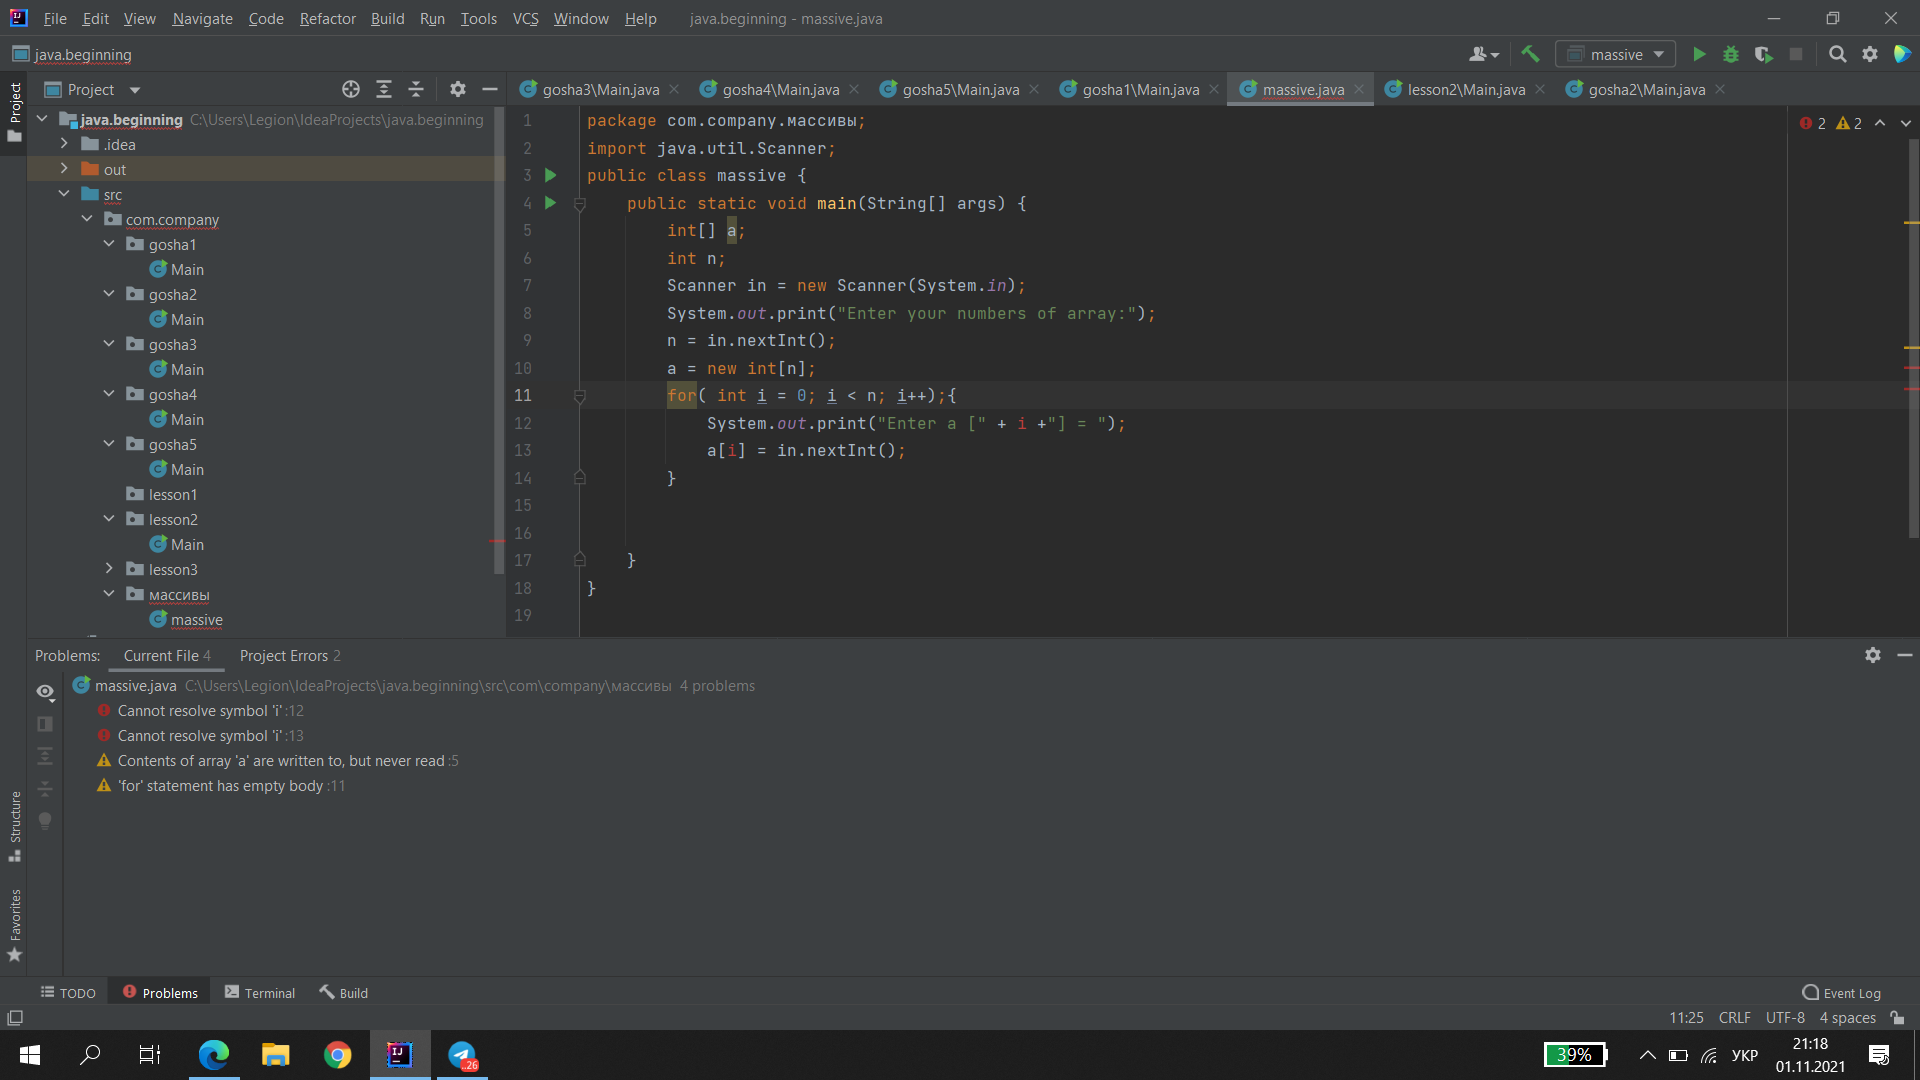 File Edit View Navigate Code Refactor Build Run Tools VCS Window Help java.beginning - massive.java
java.beginning
massive
Project
gosha3\Main.java gosha4\Main.java gosha5\Main.java gosha1\Main.java massive.java lesson2\Main.java gosha2\Main.java
Project
java.beginning C:\Users\Legion\IdeaProjects\java.beginning
.idea
out
src
com.company
gosha1
Main
gosha2
Main
gosha3
Main
gosha4
Main
gosha5
Main
lesson1
lesson2
Main
lesson3
массивы
massive
2 2
1 package com.company.массивы;
2 import java.util.Scanner;
3 public class massive {
4 public static void main(String[] args) {
5 int[] a;
6 int n;
7 Scanner in = new Scanner(System.in);
8 System.out.print("Enter your numbers of array:");
9 n = in.nextInt();
10 a = new int[n];
11 for( int i = 0; i < n; i++);{
12 System.out.print("Enter a [" + i +"] = ");
13 a[i] = in.nextInt();
14 }
15
16
17 }
18 }
19
Problems: Current File 4 Project Errors 2
massive.java C:\Users\Legion\IdeaProjects\java.beginning\src\com\company\массивы 4 problems
Cannot resolve symbol 'i' :12
Cannot resolve symbol 'i' :13
Contents of array 'a' are written to, but never read :5
'for' statement has empty body :11
Structure
Favorites
TODO Problems Terminal Build Event Log
11:25 CRLF UTF-8 4 spaces
IJ
..26
39%
УКР
21:18
01.11.2021